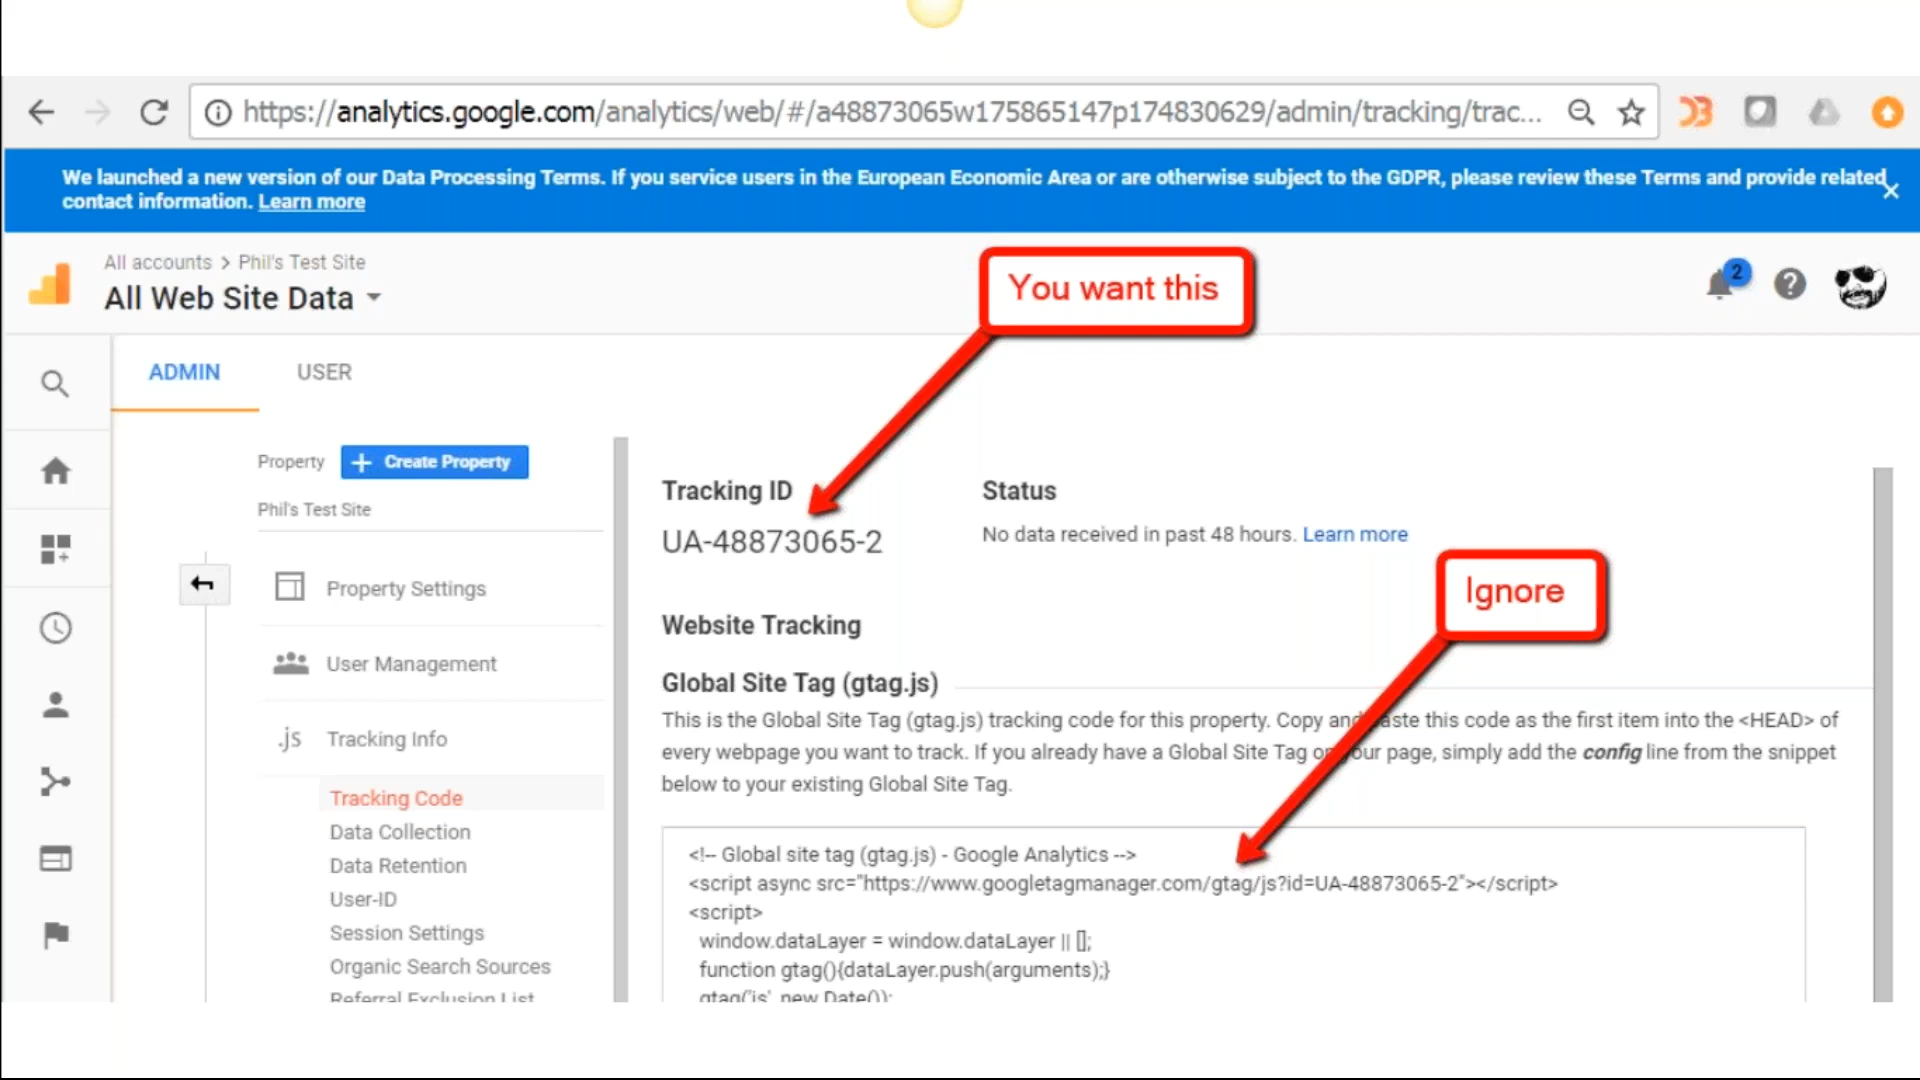 https://analytics.google.com/analytics/web/#/a48873065w175865147p174830629/admin/tracking/trac...
We launched a new version of our Data Processing Terms. If you service users in the European Economic Area or are otherwise subject to the GDPR, please review these Terms and provide related
contact information. Learn more
All accounts > Phil's Test Site
All Web Site Data
You want this
2
ADMIN
USER
Property
+ Create Property
Phil's Test Site
Property Settings
User Management
.js Tracking Info
Tracking Code
Data Collection
Data Retention
User-ID
Session Settings
Organic Search Sources
Referral Exclusion List
Tracking ID
UA-48873065-2
Status
No data received in past 48 hours. Learn more
Ignore
Website Tracking
Global Site Tag (gtag.js)
This is the Global Site Tag (gtag.js) tracking code for this property. Copy and paste this code as the first item into the <HEAD> of
every webpage you want to track. If you already have a Global Site Tag on your page, simply add the config line from the snippet
below to your existing Global Site Tag.
<!-- Global site tag (gtag.js) - Google Analytics -->
<script async src="https://www.googletagmanager.com/gtag/js?id=UA-48873065-2"></script>
<script>
window.dataLayer = window.dataLayer || [];
function gtag(){dataLayer.push(arguments);}
gtag('js', new Date());